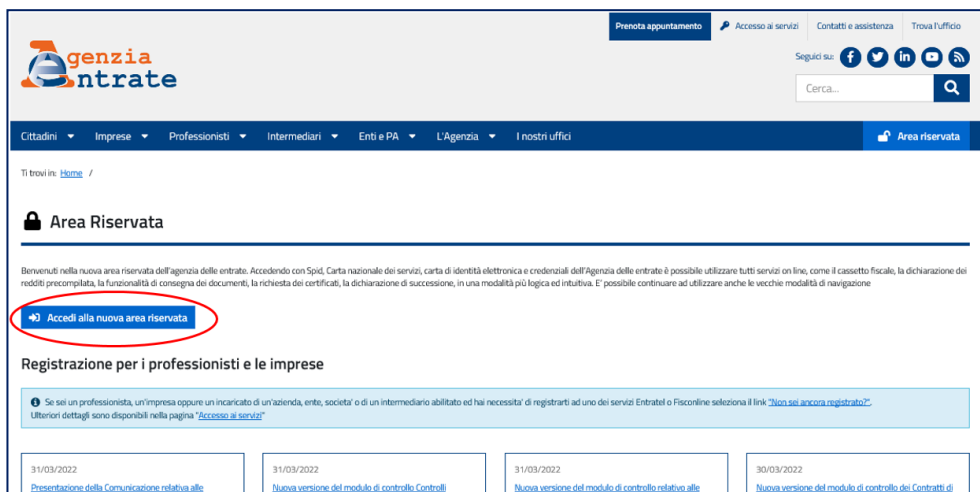 Prenota appuntamento Accesso ai servizi Contatti e assistenza Trova l'ufficio
Agenzia
Entrate
Seguici su:
Cerca...
Cittadini Imprese Professionisti Intermediari Enti e PA L'Agenzia I nostri uffici Area riservata
Ti trovi in: Home /
Area Riservata
Benvenuti nella nuova area riservata dell'agenzia delle entrate. Accedendo con Spid, Carta nazionale dei servizi, carta di identità elettronica e credenziali dell'Agenzia delle entrate è possibile utilizzare tutti servizi on line, come il cassetto fiscale, la dichiarazione dei
redditi precompilata, la funzionalità di consegna dei documenti, la richiesta dei certificati, la dichiarazione di successione, in una modalità più logica ed intuitiva. E' possibile continuare ad utilizzare anche le vecchie modalità di navigazione
Accedi alla nuova area riservata
Registrazione per i professionisti e le imprese
Se sei un professionista, un'impresa oppure un incaricato di un'azienda, ente, societa' o di un intermediario abilitato ed hai necessita' di registrarti ad uno dei servizi Entratel o Fisconline seleziona il link "Non sei ancora registrato?".
Ulteriori dettagli sono disponibili nella pagina "Accesso ai servizi"
31/03/2022 31/03/2022 31/03/2022 30/03/2022
Presentazione della Comunicazione relativa alle Nuova versione del modulo di controllo Controlli Nuova versione del modulo di controllo relativo alle Nuova versione del modulo di controllo dei Contratti di